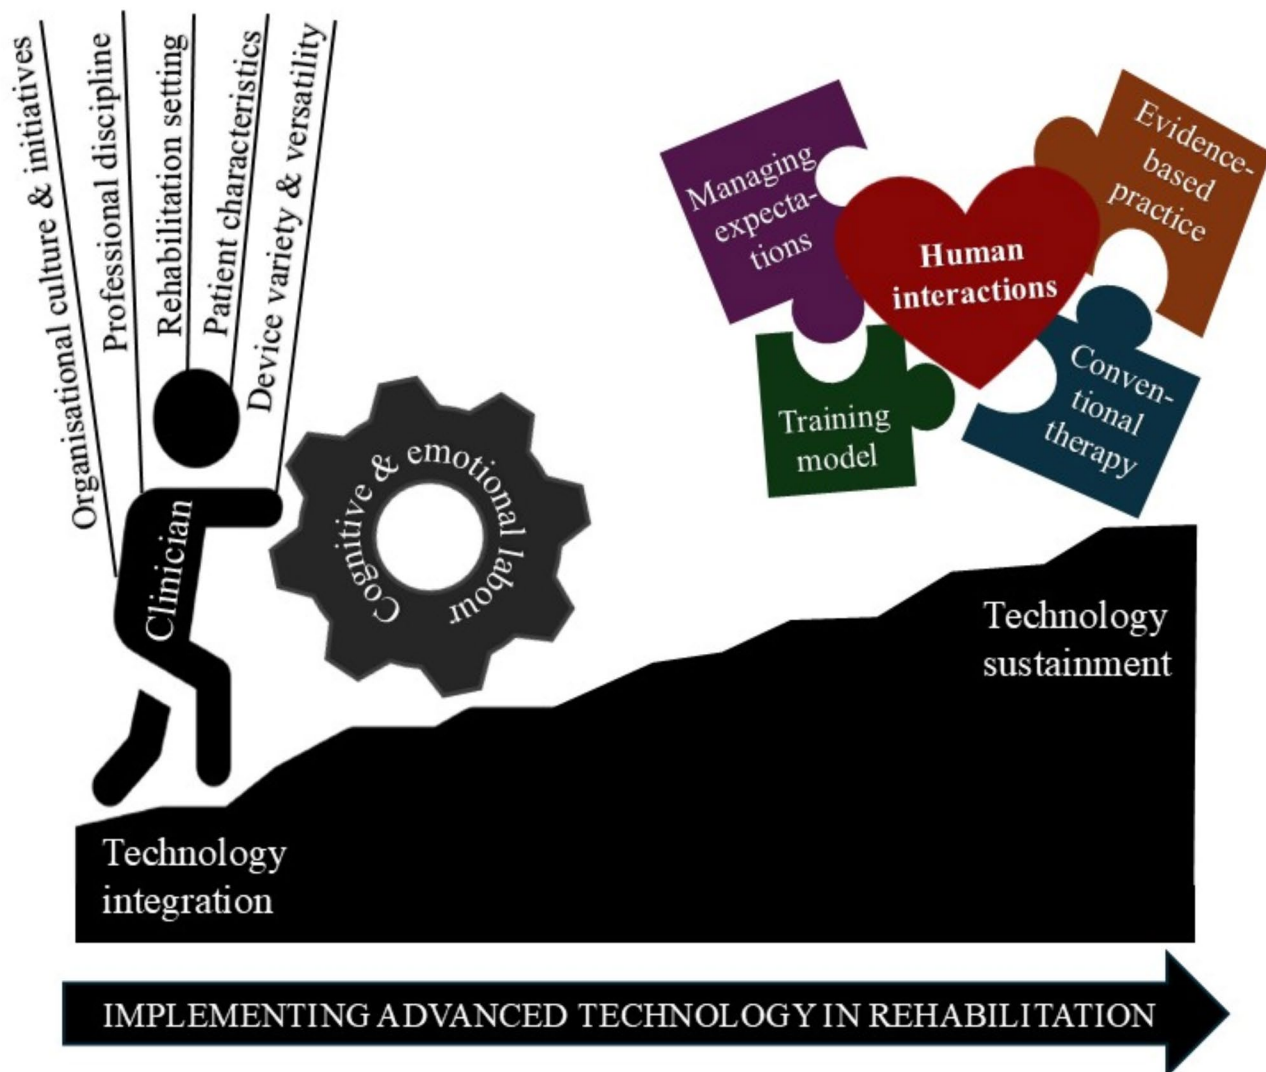 Organisational culture & initiatives
Professional discipline
Rehabilitation setting
Patient characteristics
Device variety & versatility
Clinician
Cognitive & emotional labour
Managing
expecta-
tions
Human
interactions
Evidence-
based
practice
Training
model
Conven-
tional
therapy
Technology
integration
Technology
sustainment
IMPLEMENTING ADVANCED TECHNOLOGY IN REHABILITATION